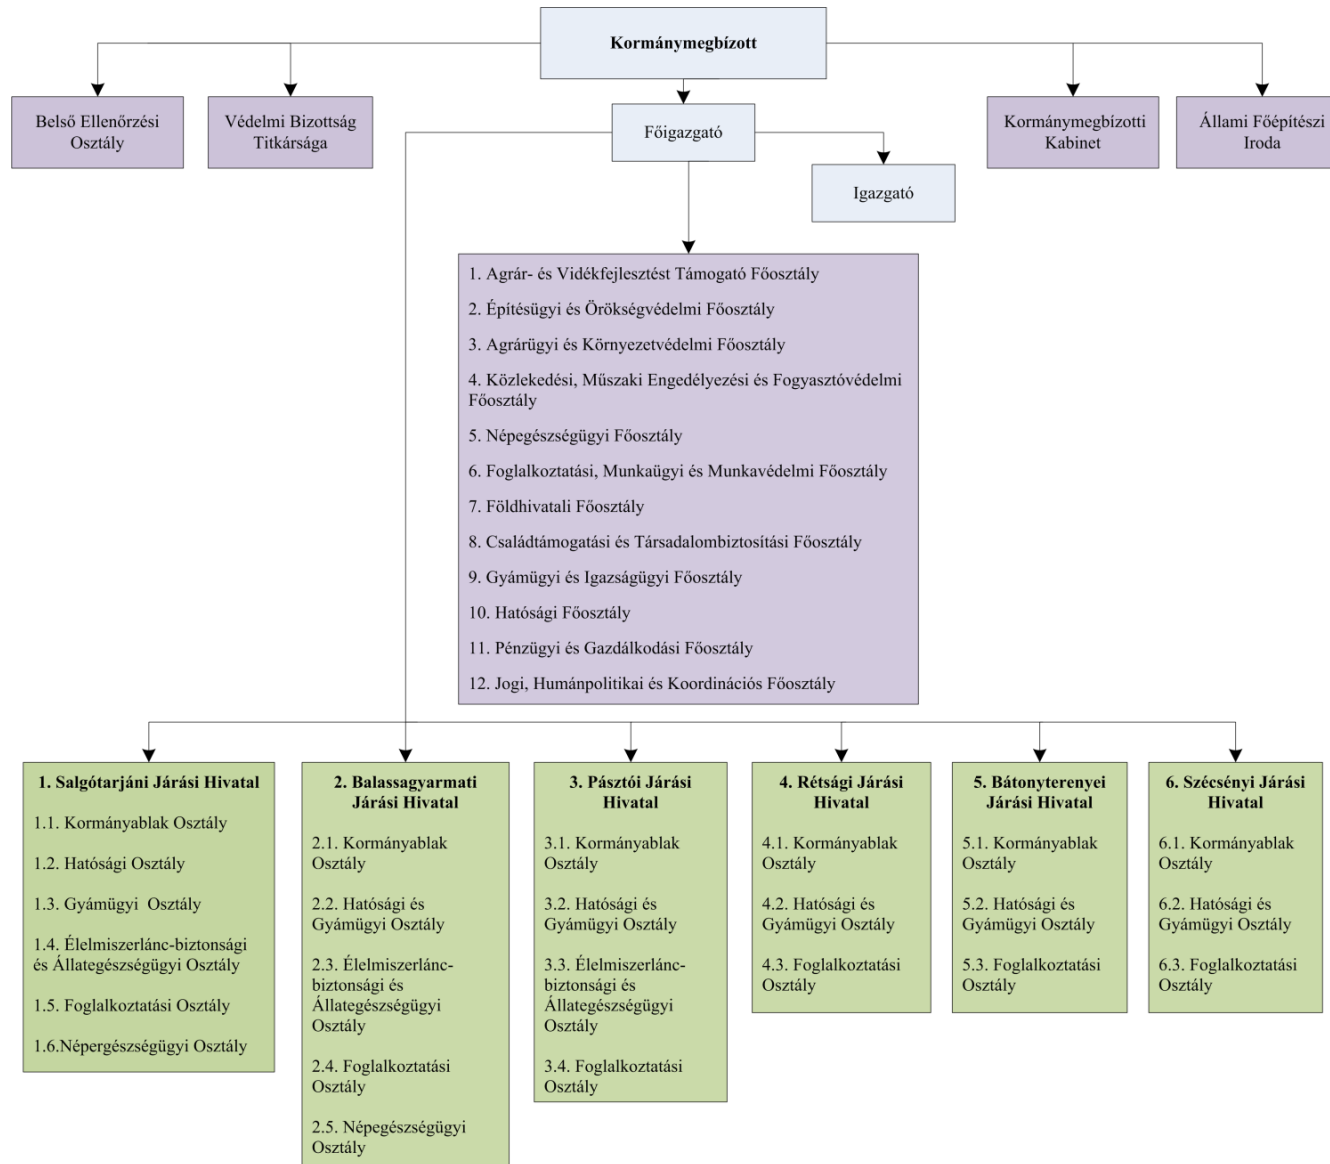 Kormánymegbízott
Belső Ellenőrzési
Osztály
Védelmi Bizottság
Titkársága
Főigazgató
Kormánymegbízotti
Kabinet
Állami Főépítészi
Iroda
Igazgató
1. Agrár- és Vidékfejlesztést Támogató Főosztály
2. Építésügyi és Örökségvédelmi Főosztály
3. Agrárügyi és Környezetvédelmi Főosztály
4. Közlekedési, Műszaki Engedélyezési és Fogyasztóvédelmi
Főosztály
5. Népegészségügyi Főosztály
6. Foglalkoztatási, Munkaügyi és Munkavédelmi Főosztály
7. Földhivatali Főosztály
8. Családtámogatási és Társadalombiztosítási Főosztály
9. Gyámügyi és Igazságügyi Főosztály
10. Hatósági Főosztály
11. Pénzügyi és Gazdálkodási Főosztály
12. Jogi, Humánpolitikai és Koordinációs Főosztály
1. Salgótarjáni Járási Hivatal
1.1. Kormányablak Osztály
1.2. Hatósági Osztály
1.3. Gyámügyi  Osztály
1.4. Élelmiszerlánc-biztonsági
és Állategészségügyi Osztály
1.5. Foglalkoztatási Osztály
1.6.Népergészségügyi Osztály
2. Balassagyarmati
Járási Hivatal
2.1. Kormányablak
Osztály
2.2. Hatósági és
Gyámügyi Osztály
2.3. Élelmiszerlánc-
biztonsági és
Állategészségügyi
Osztály
2.4. Foglalkoztatási
Osztály
2.5. Népegészségügyi
Osztály
3. Pásztói Járási
Hivatal
3.1. Kormányablak
Osztály
3.2. Hatósági és
Gyámügyi Osztály
3.3. Élelmiszerlánc-
biztonsági és
Állategészségügyi
Osztály
3.4. Foglalkoztatási
Osztály
4. Rétsági Járási
Hivatal
4.1. Kormányablak
Osztály
4.2. Hatósági és
Gyámügyi Osztály
4.3. Foglalkoztatási
Osztály
5. Bátonyterenyei
Járási Hivatal
5.1. Kormányablak
Osztály
5.2. Hatósági és
Gyámügyi Osztály
5.3. Foglalkoztatási
Osztály
6. Szécsényi Járási
Hivatal
6.1. Kormányablak
Osztály
6.2. Hatósági és
Gyámügyi Osztály
6.3. Foglalkoztatási
Osztály